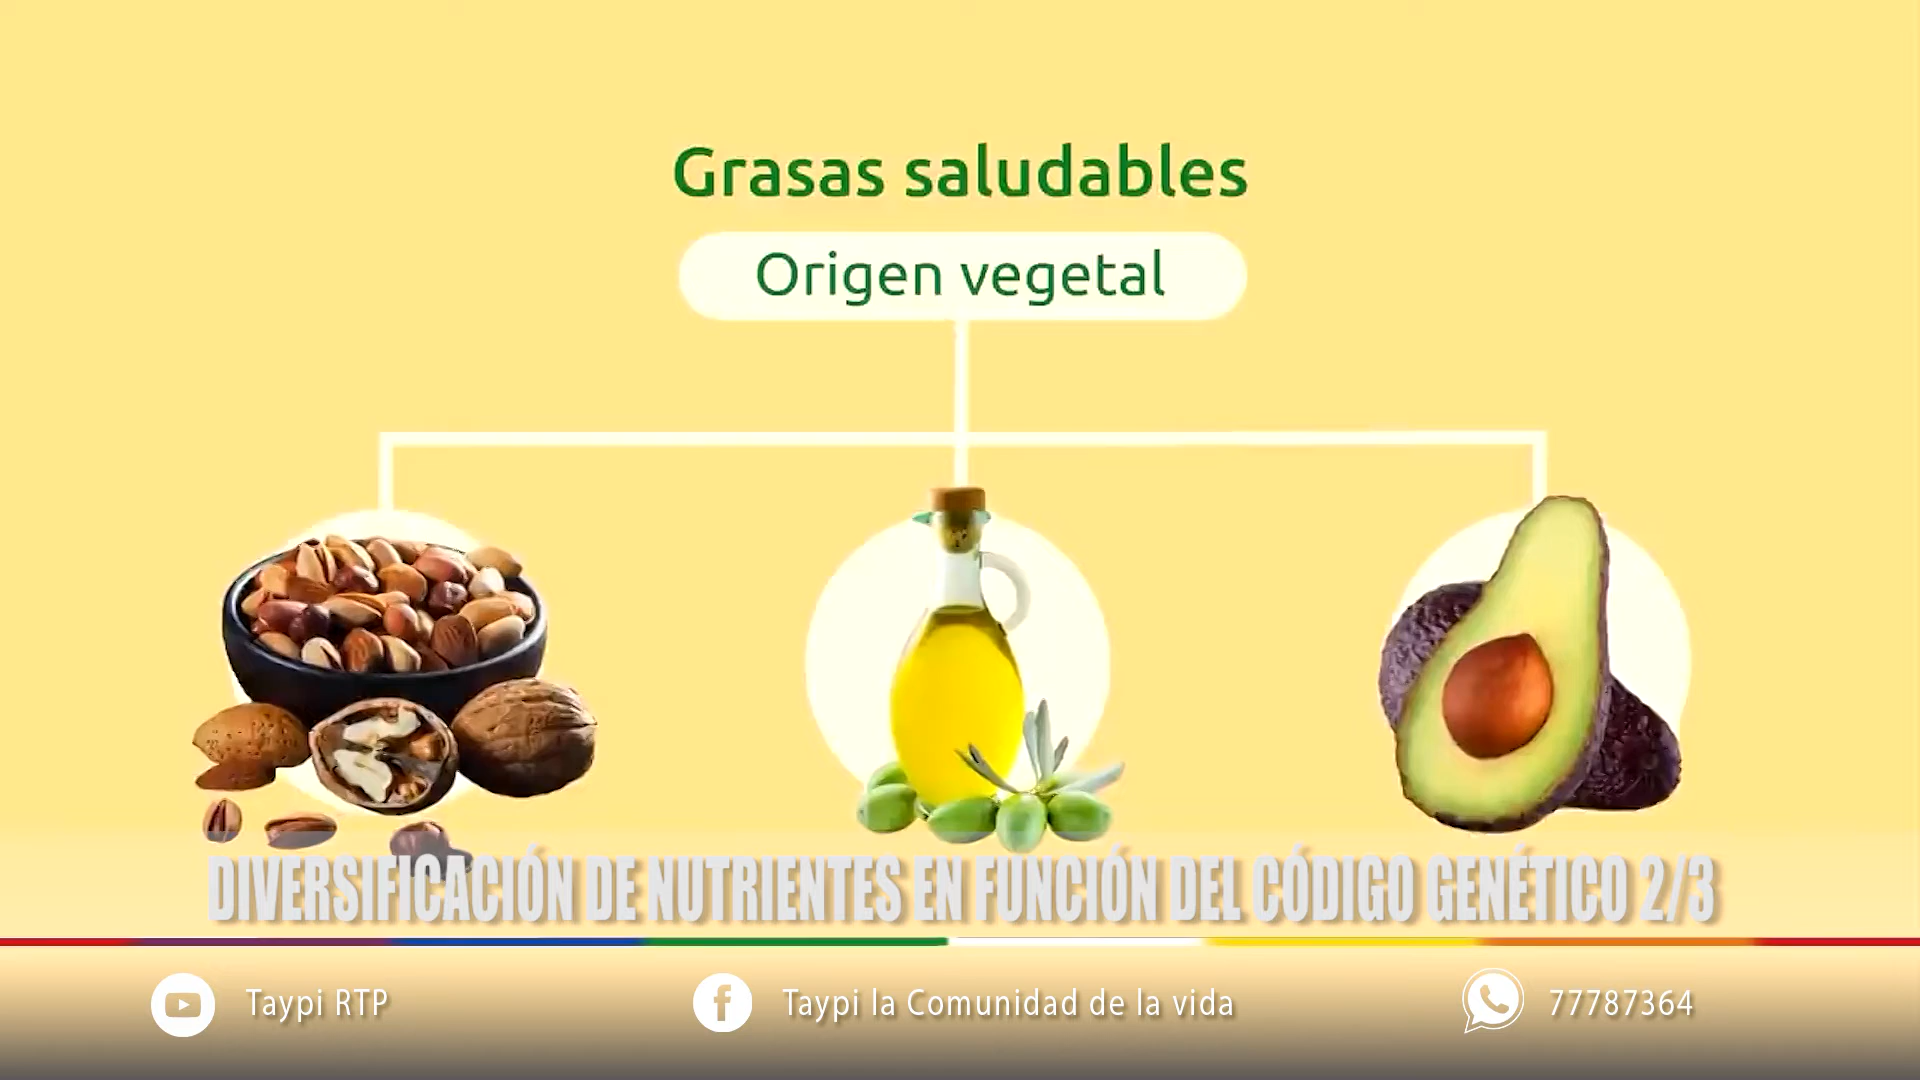 Grasas saludables
Origen vegetal
DIVERSIFICACIÓN DE NUTRIENTES EN FUNCIÓN DEL CÓDIGO GENÉTICO 2/3
Taypi RTP
Taypi la Comunidad de la vida
77787364